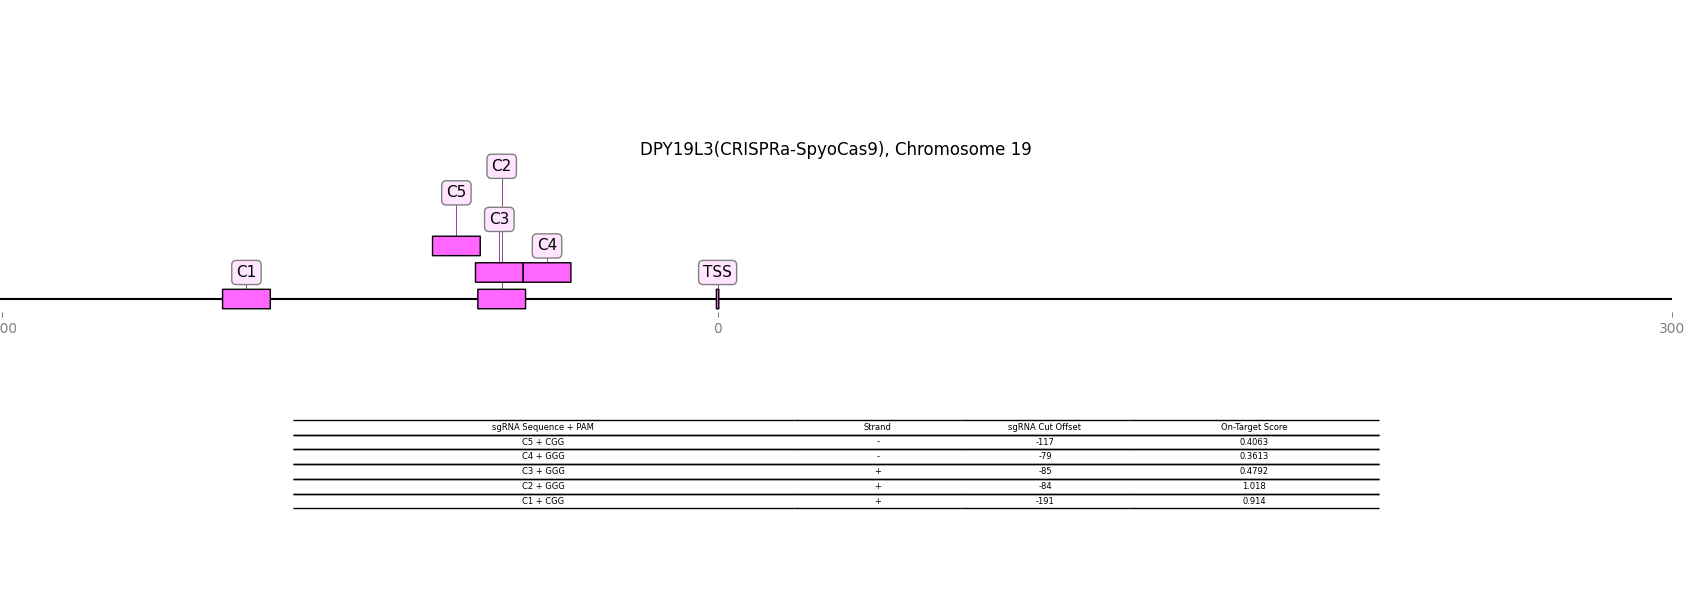 DPY19L3(CRISPRa-SpyoCas9), Chromosome 19
C2
C5
C3
C4
C1
TSS
00 0 300
sgRNA Sequence + PAM Strand sgRNA Cut Offset On-Target Score
C5 + CGG - -117 0.4063
C4 + GGG - -79 0.3613
C3 + GGG + -85 0.4792
C2 + GGG + -84 1.018
C1 + CGG + -191 0.914